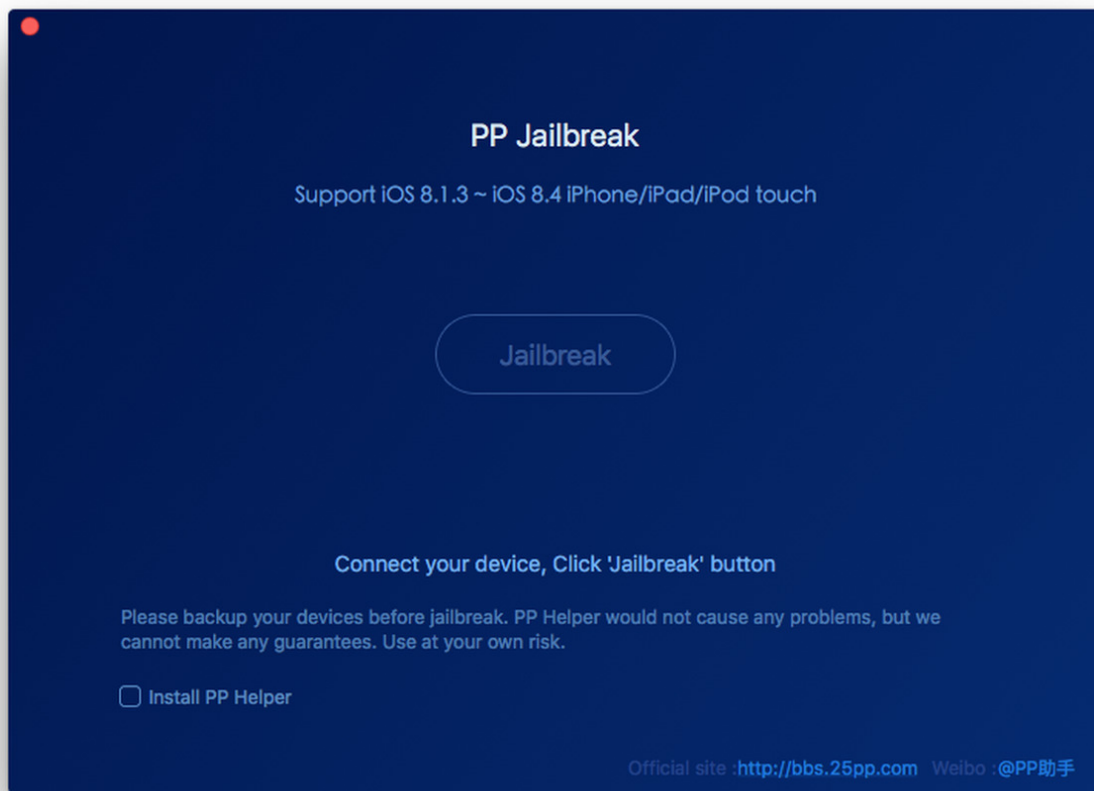 PP Jailbreak
Support iOS 8.1.3 ~ iOS 8.4 iPhone/iPad/iPod touch
Jailbreak
Connect your device, Click 'Jailbreak' button
Please backup your devices before jailbreak. PP Helper would not cause any problems, but we
cannot make any guarantees. Use at your own risk.
Install PP Helper
Official site :http://bbs.25pp.com Weibo :@PP助手